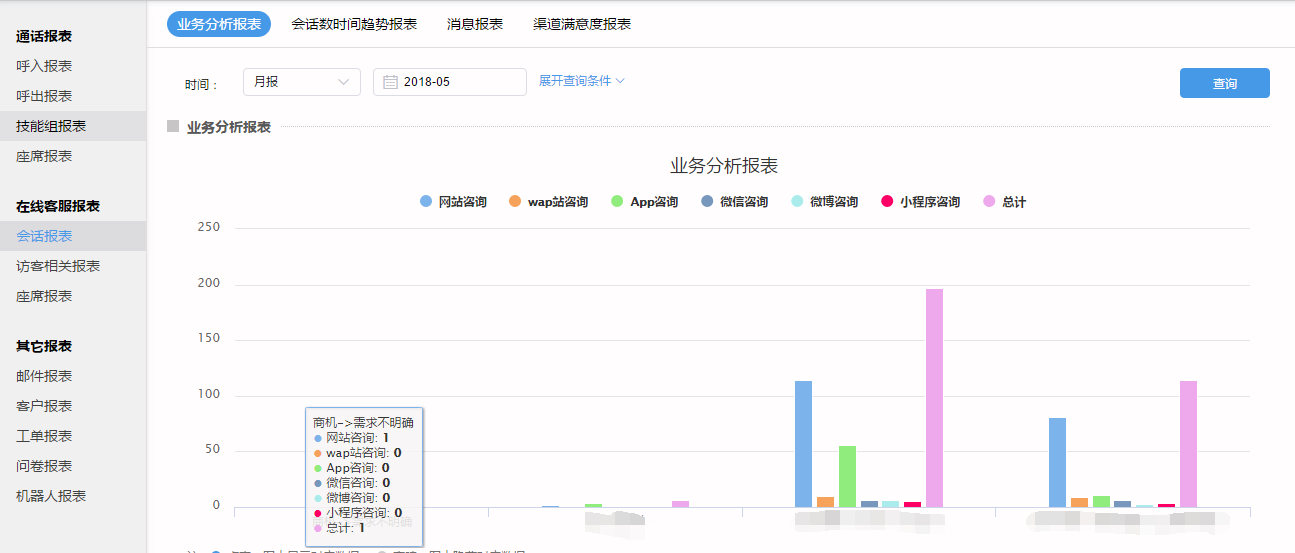 通话报表
呼入报表
呼出报表
技能组报表
座席报表
在线客服报表
会话报表
访客相关报表
座席报表
其它报表
邮件报表
客户报表
工单报表
问卷报表
机器人报表
业务分析报表 会话数时间趋势报表 消息报表 渠道满意度报表
时间： 月报 2018-05 展开查询条件 查询
业务分析报表
业务分析报表
网站咨询 wap站咨询 App咨询 微信咨询 微博咨询 小程序咨询 总计
250
200
150
100
50
0
商机->需求不明确
网站咨询: 1
wap站咨询: 0
App咨询: 0
微信咨询: 0
微博咨询: 0
小程序咨询: 0
总计: 1